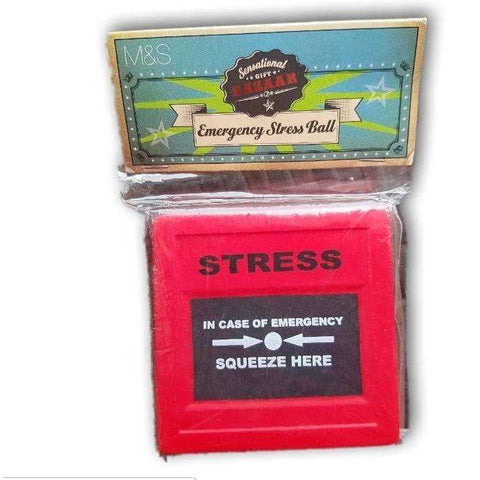 M&S
Sensational
GIFT
BAZAAR
Emergency Stress Ball
STRESS
IN CASE OF EMERGENCY
SQUEEZE HERE